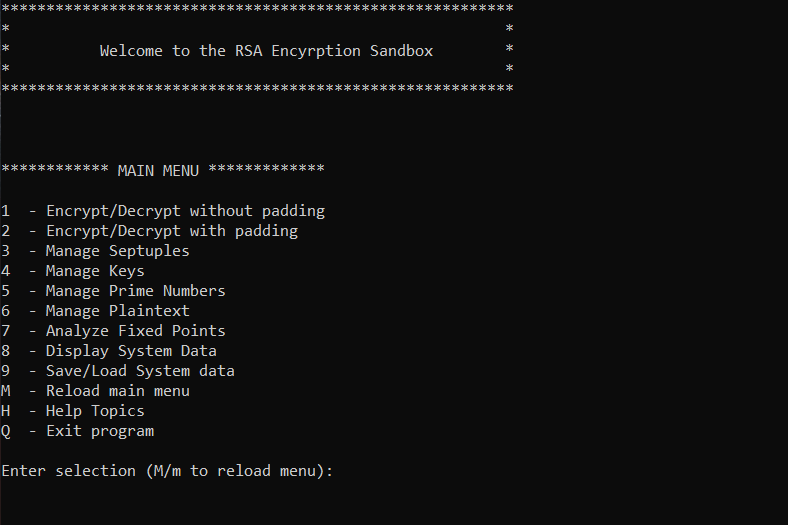 *********************************************************
*                                                       *
*          Welcome to the RSA Encyrption Sandbox        *
*                                                       *
*********************************************************
************ MAIN MENU *************
1  - Encrypt/Decrypt without padding
2  - Encrypt/Decrypt with padding
3  - Manage Septuples
4  - Manage Keys
5  - Manage Prime Numbers
6  - Manage Plaintext
7  - Analyze Fixed Points
8  - Display System Data
9  - Save/Load System data
M  - Reload main menu
H  - Help Topics
Q  - Exit program
Enter selection (M/m to reload menu):